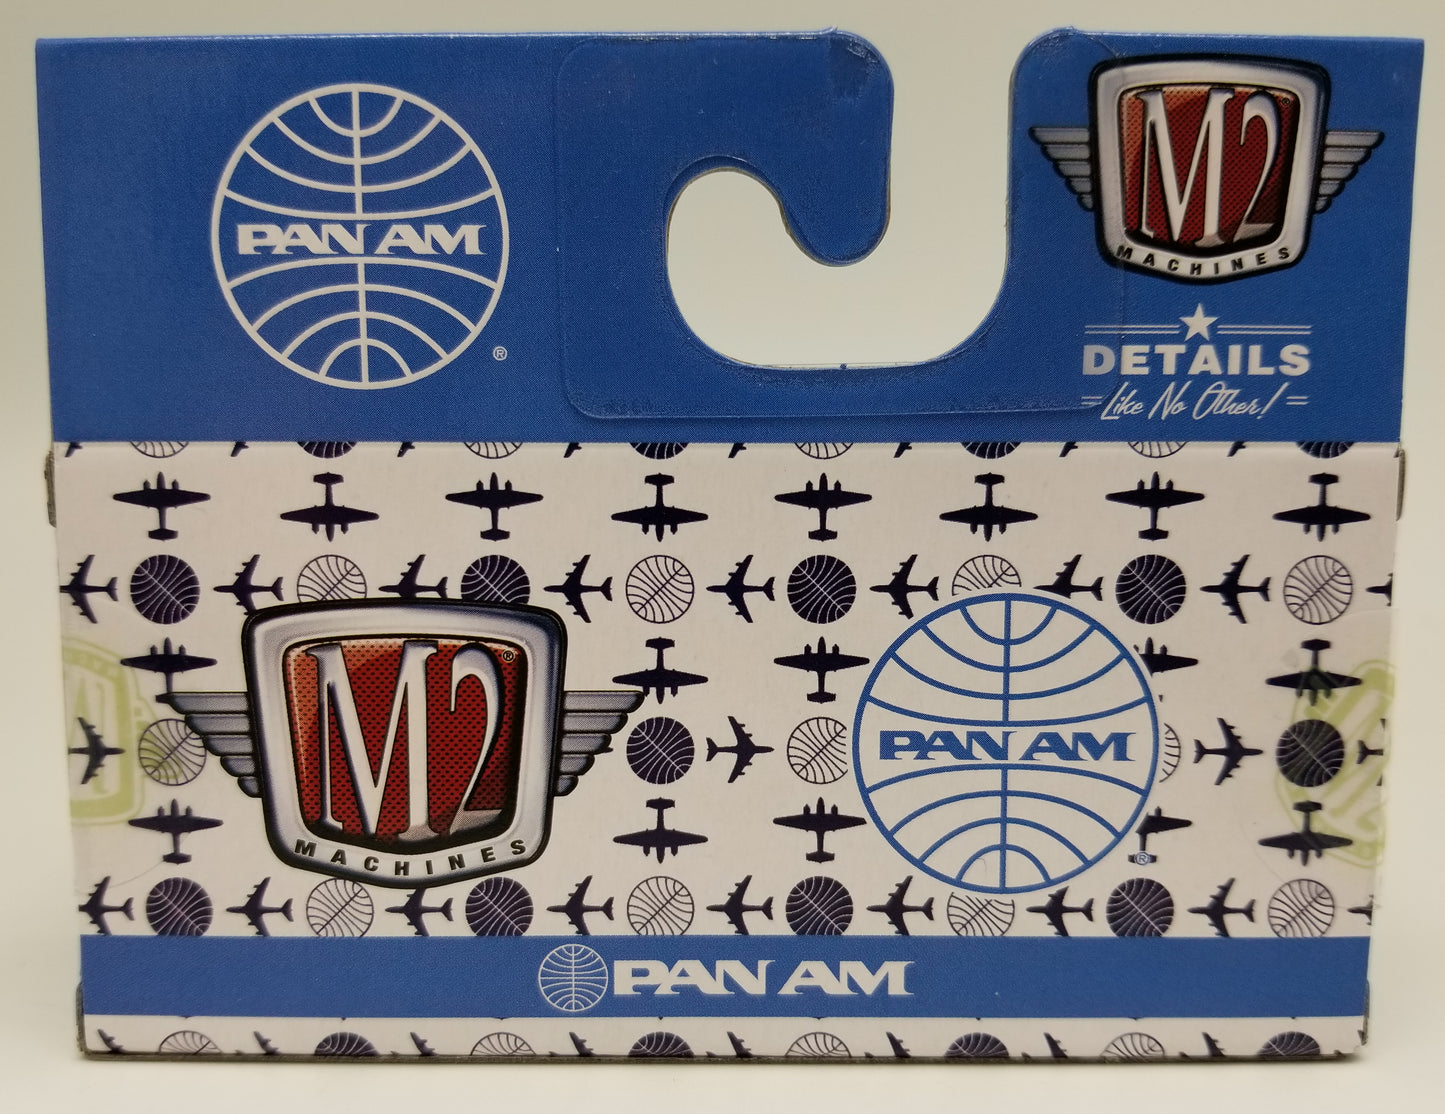 PAN AM
®
M2
®
MACHINES
DETAILS
Like No Other!
M2
®
MACHINES
PAN AM
®
PAN AM